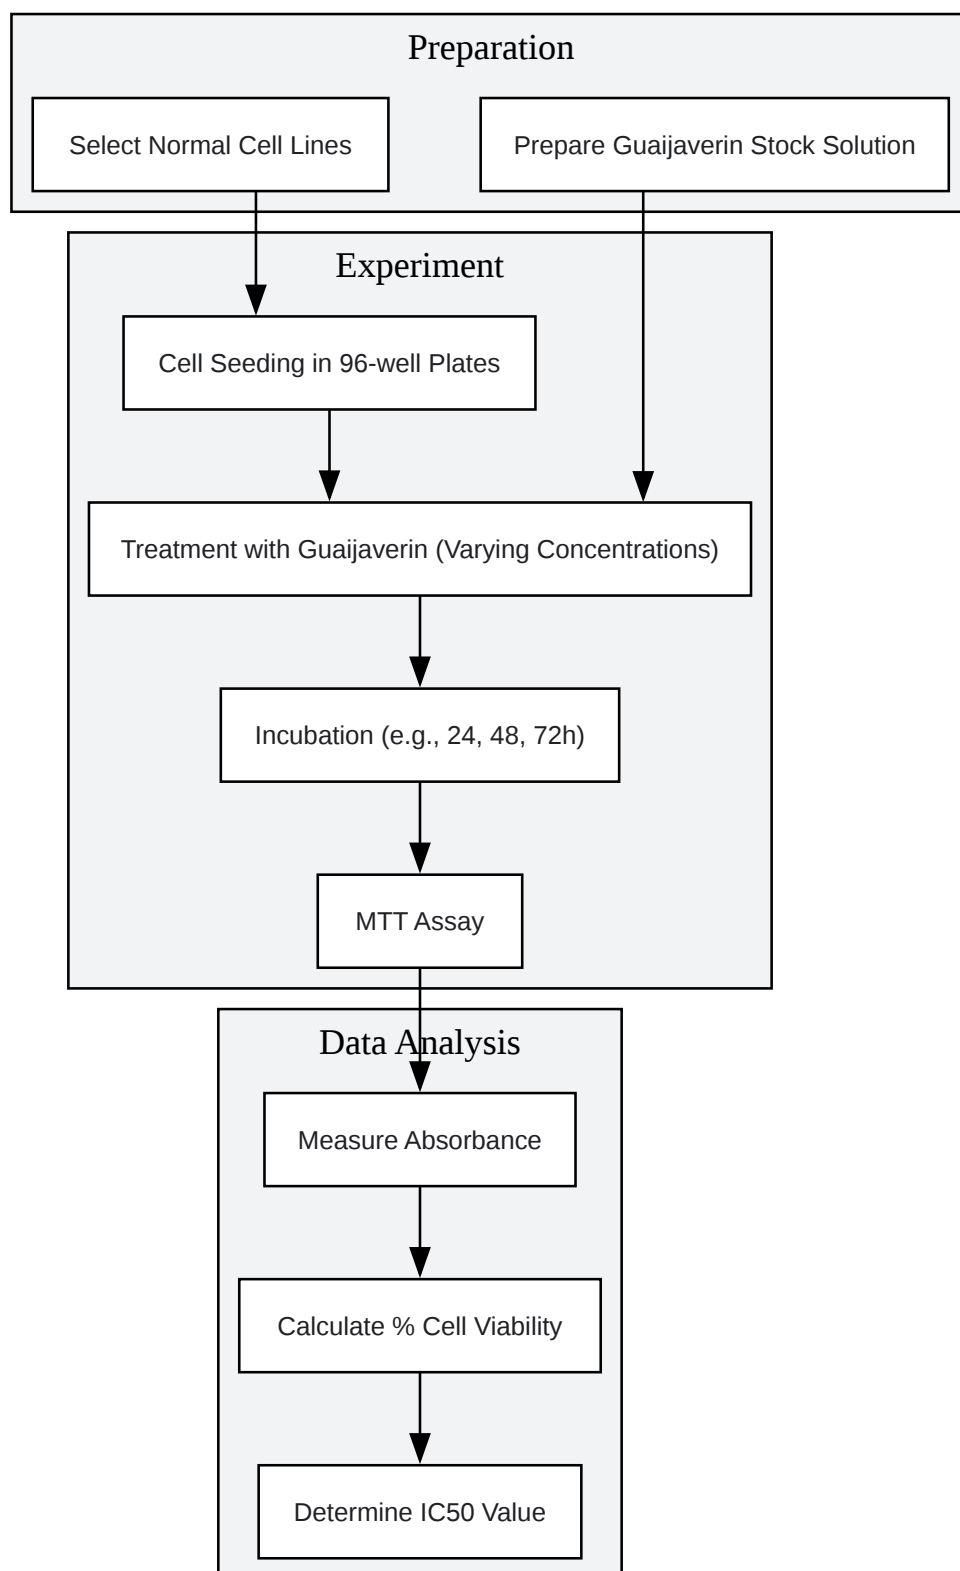 Preparation
Select Normal Cell Lines
Prepare Guaijaverin Stock Solution
Experiment
Cell Seeding in 96-well Plates
Treatment with Guaijaverin (Varying Concentrations)
Incubation (e.g., 24, 48, 72h)
MTT Assay
Data Analysis
Measure Absorbance
Calculate % Cell Viability
Determine IC50 Value